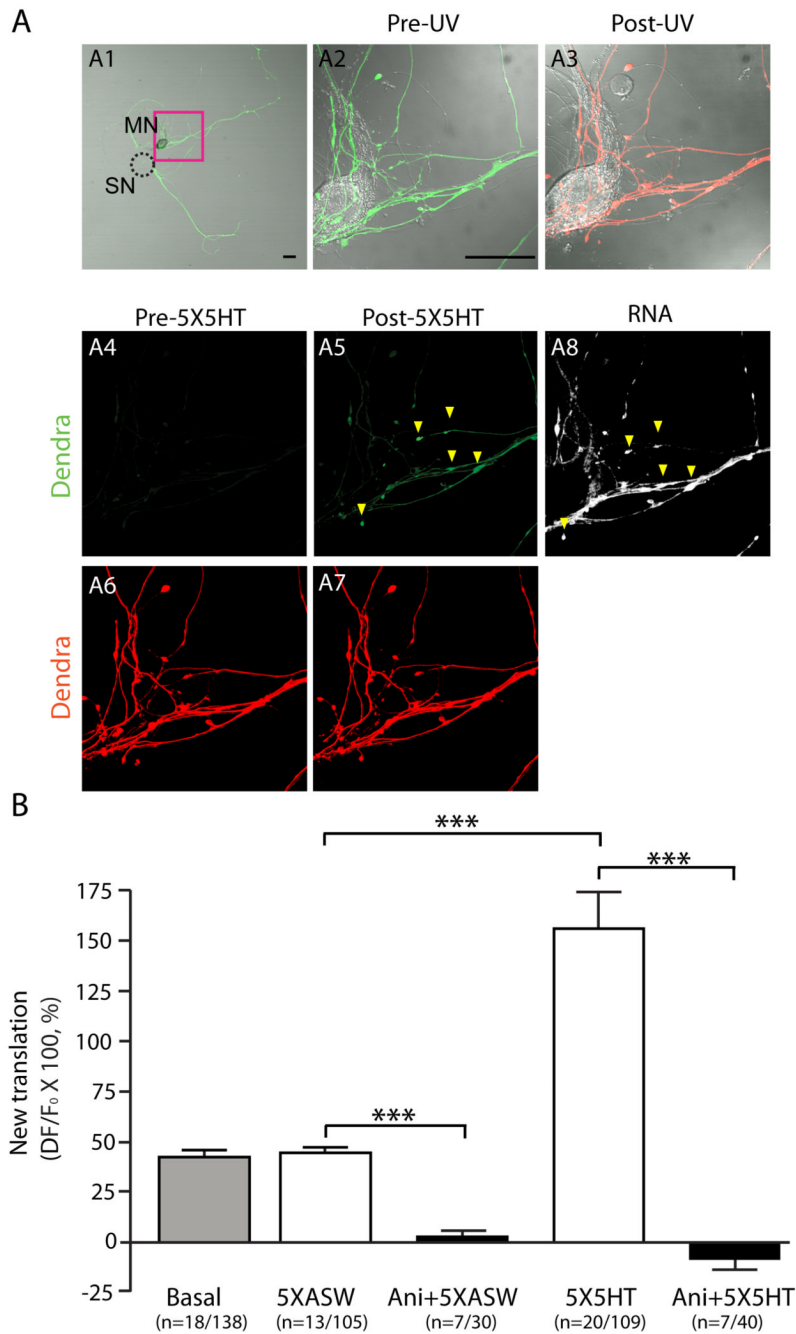 A
Pre-UV
Post-UV
A1
A2
A3
MN
SN
Pre-5X5HT
Post-5X5HT
RNA
A4
A5
A8
Dendra
A6
A7
Dendra
B
***
***
***
175
150
125
100
75
50
25
0
-25
New translation
(DF/F₀ X 100, %)
Basal
5XASW
Ani+5XASW
5X5HT
Ani+5X5HT
(n=18/138)
(n=13/105)
(n=7/30)
(n=20/109)
(n=7/40)